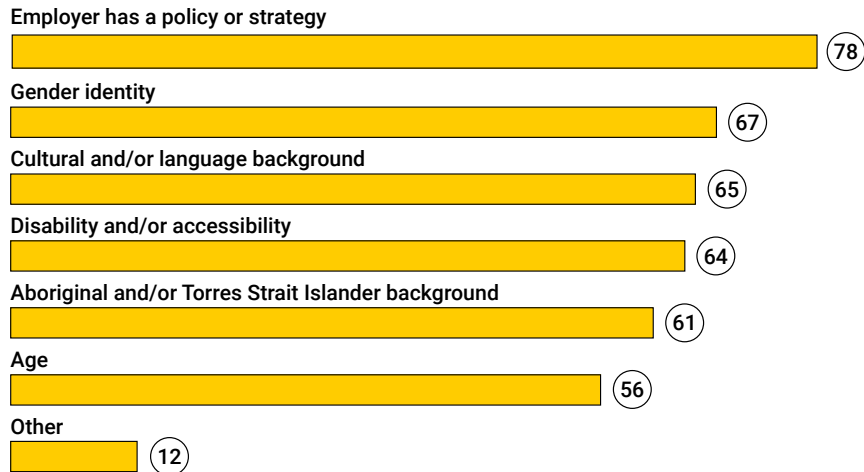 Employer has a policy or strategy
78
Gender identity
67
Cultural and/or language background
65
Disability and/or accessibility
64
Aboriginal and/or Torres Strait Islander background
61
Age
56
Other
12